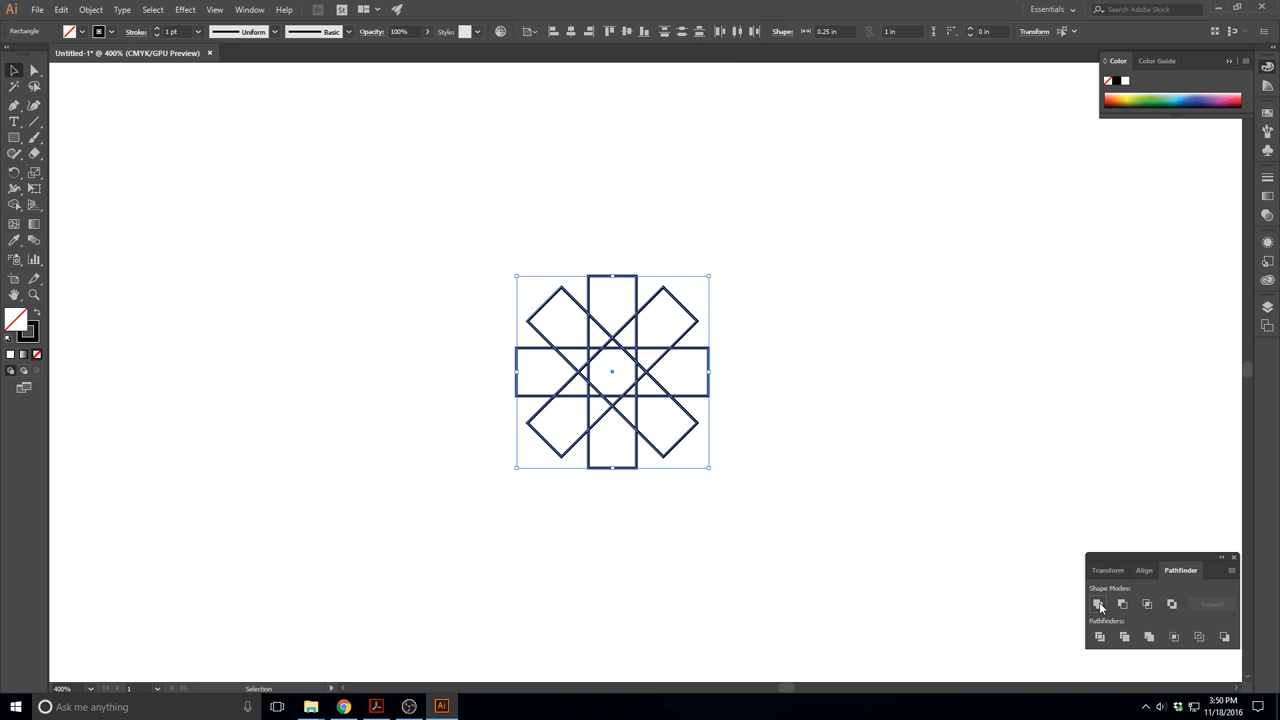 Ai File Edit Object Type Select Effect View Window Help Br St Essentials Search Adobe Stock
Rectangle Stroke: 1 pt Uniform Basic Opacity: 100% Style: Shape: 0.25 in 1 in 0 in Transform
Untitled-1* @ 400% (CMYK/GPU Preview) ×
Color Color Guide
Transform Align Pathfinder
Shape Modes:
Expand
Pathfinders:
400% 1 Selection
Ask me anything Ai 3:50 PM
11/18/2016